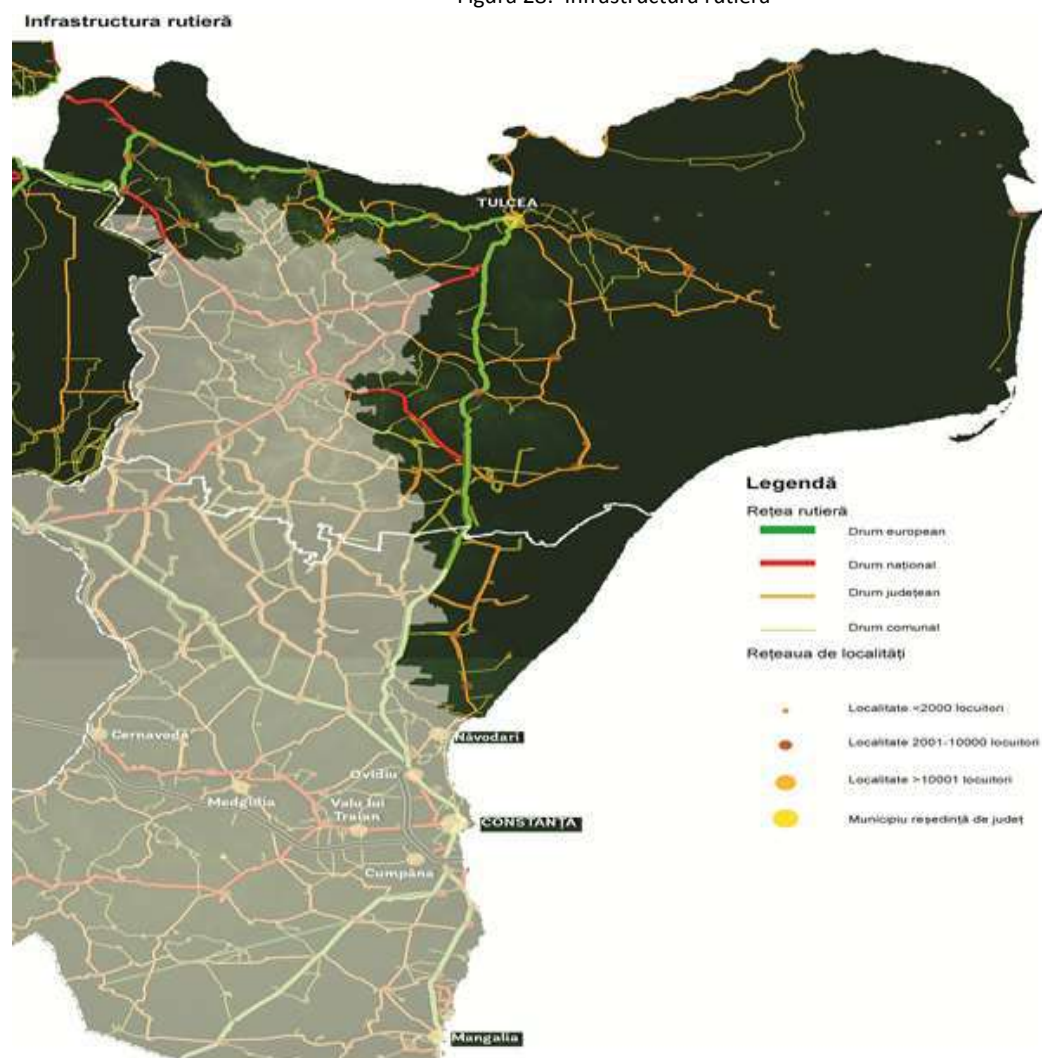 Figura 28. Infrastructura rutieră
Infrastructura rutieră
TULCEA
Legendă
Rețea rutieră
Drum european
Drum național
Drum județean
Drum comunal
Rețeaua de localități
Localitate <2000 locuitori
Localitate 2001-10000 locuitori
Localitate >10001 locuitori
Municipiu reședință de județ
Cernavodă
Năvodari
Ovidiu
Medgidia
Valu lui
Traian
CONSTANȚA
Cumpăna
Mangalia